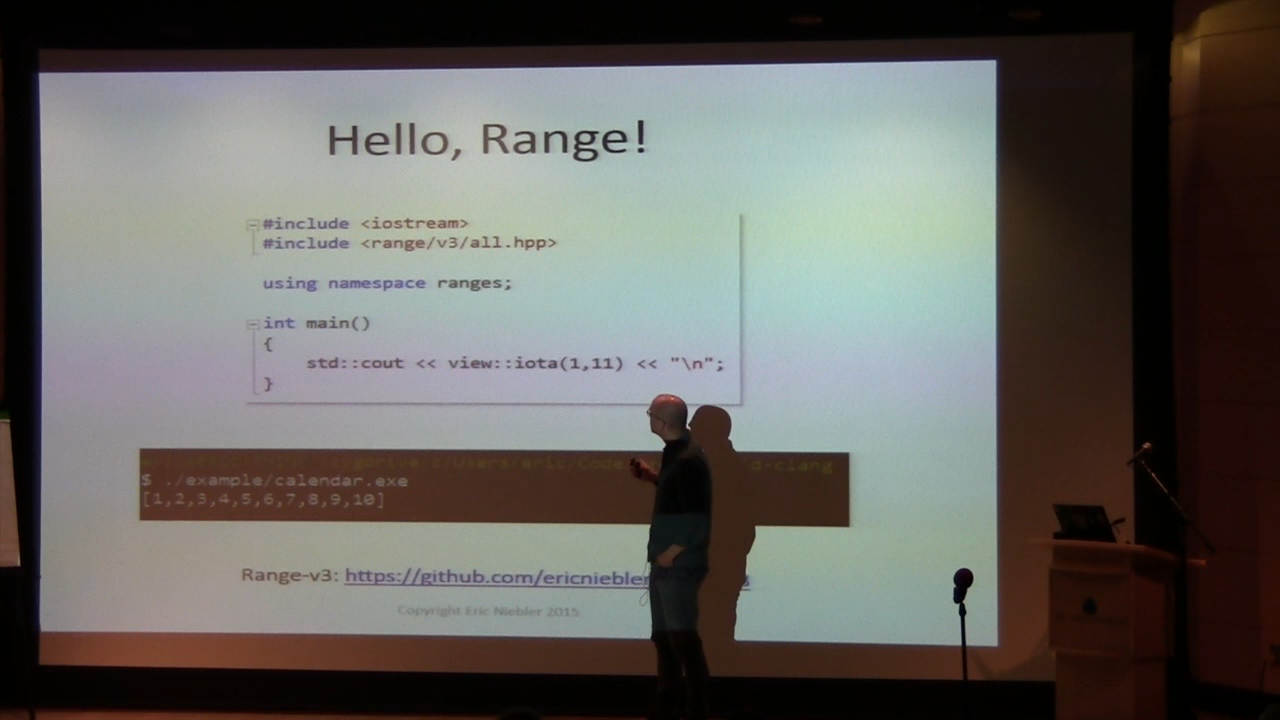 Hello, Range!
#include <iostream>
#include <range/v3/all.hpp>
using namespace ranges;
int main()
{
std::cout << view::iota(1,11) << "\n";
}
d-clang
$ ./example/calendar.exe
[1,2,3,4,5,6,7,8,9,10]
Range-v3: https://github.com/ericniebler
Copyright Eric Niebler 2015